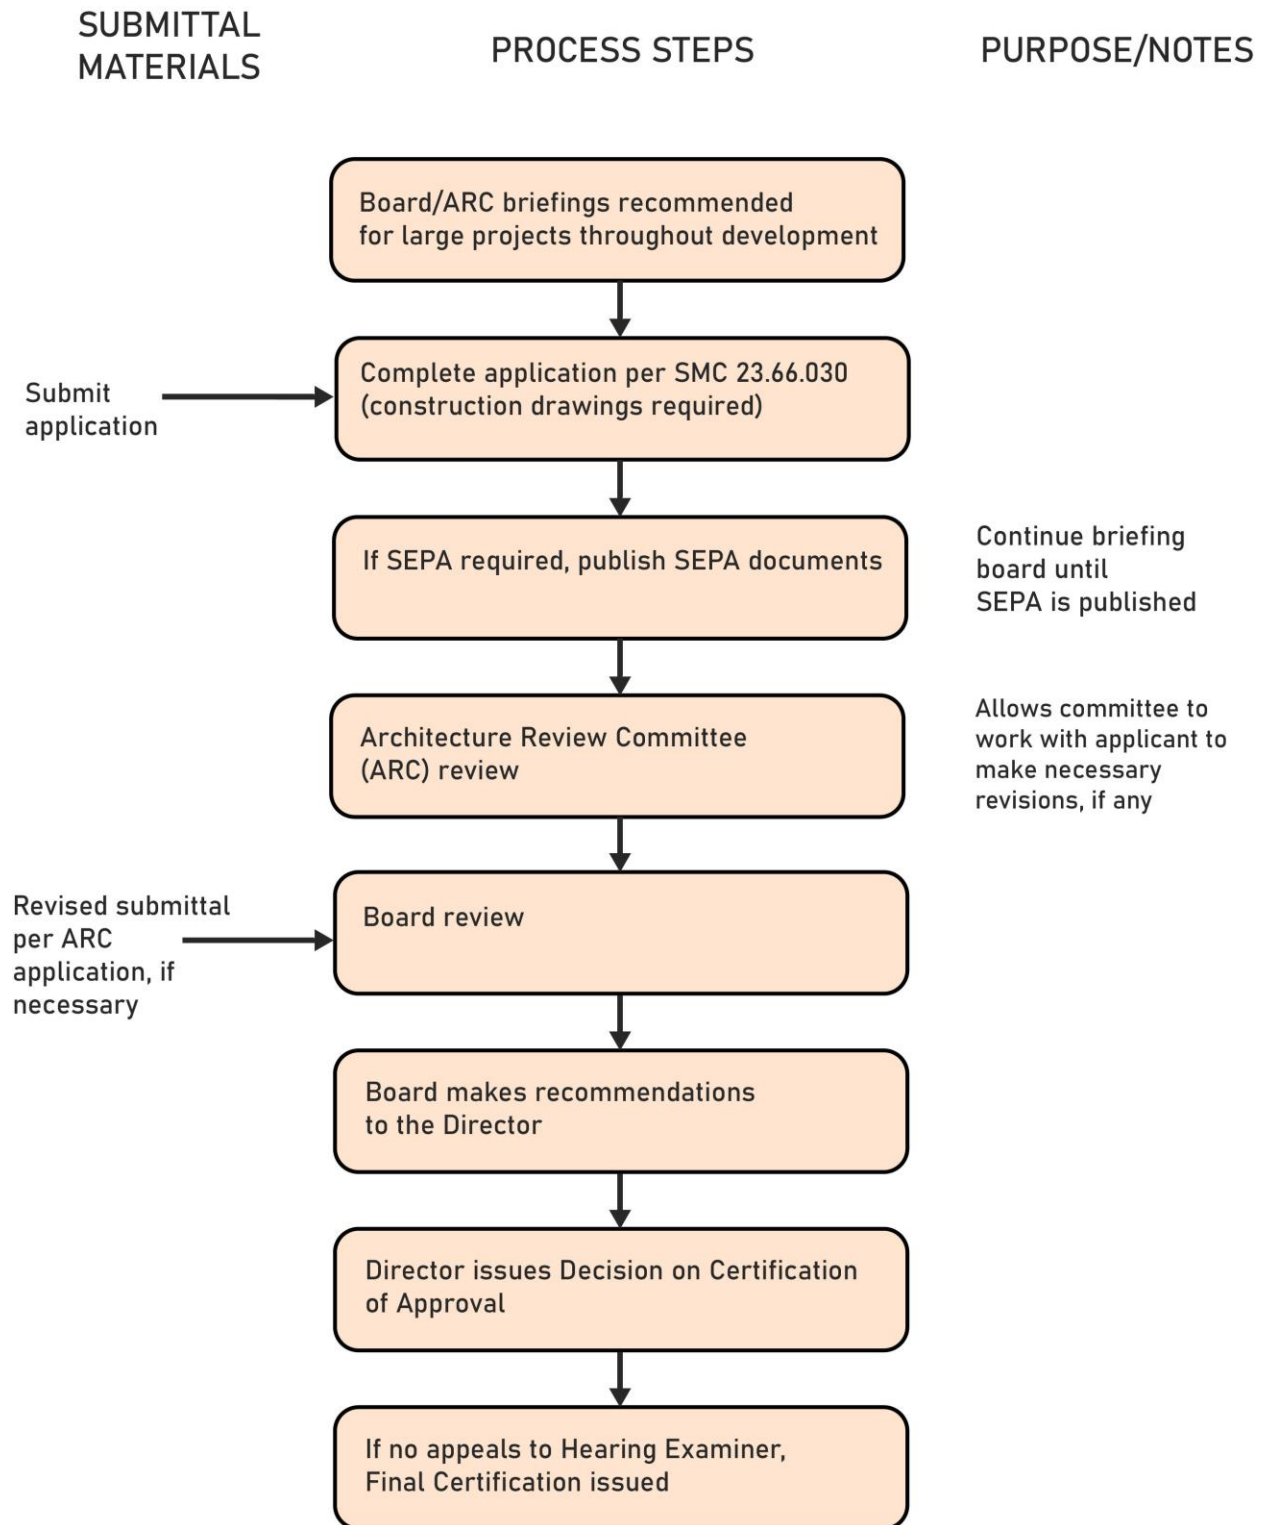 SUBMITTAL
MATERIALS
PROCESS STEPS
PURPOSE/NOTES
Board/ARC briefings recommended
for large projects throughout development
Submit
application
Complete application per SMC 23.66.030
(construction drawings required)
If SEPA required, publish SEPA documents
Continue briefing
board until
SEPA is published
Architecture Review Committee
(ARC) review
Allows committee to
work with applicant to
make necessary
revisions, if any
Revised submittal
per ARC
application, if
necessary
Board review
Board makes recommendations
to the Director
Director issues Decision on Certification
of Approval
If no appeals to Hearing Examiner,
Final Certification issued